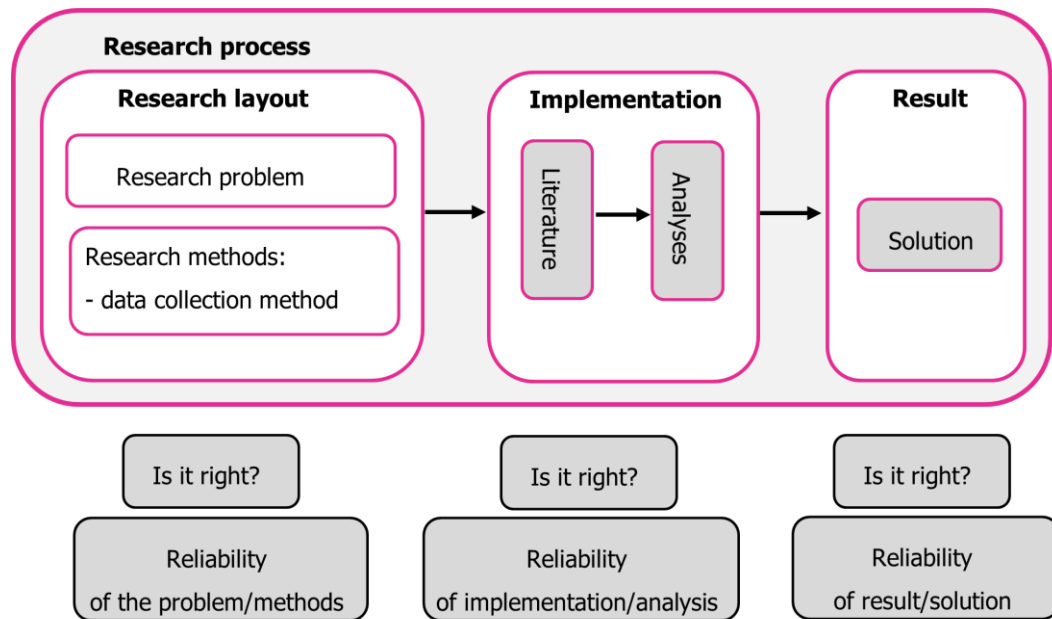 Research process
Research layout
Research problem
Research methods:
- data collection method
Implementation
Literature
Analyses
Result
Solution
Is it right?
Reliability
of the problem/methods
Is it right?
Reliability
of implementation/analysis
Is it right?
Reliability
of result/solution